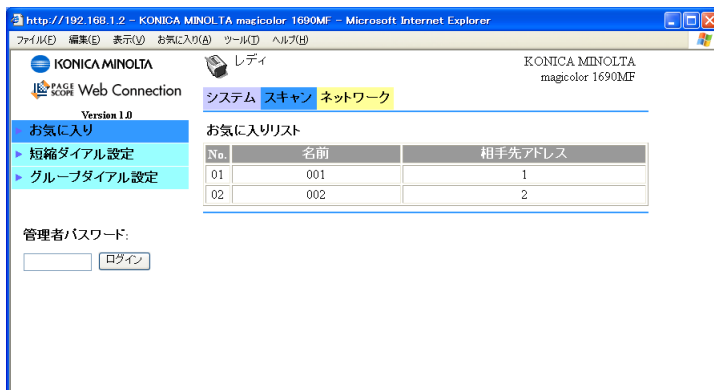 http://192.168.1.2 - KONICA MINOLTA magicolor 1690MF - Microsoft Internet Explorer
ファイル(F) 編集(E) 表示(V) お気に入り(A) ツール(T) ヘルプ(H)
KONICA MINOLTA
レディ
KONICA MINOLTA
magicolor 1690MF
PAGE SCOPE Web Connection
Version 1.0
システム スキャン ネットワーク
お気に入り
短縮ダイアル設定
グループダイアル設定
お気に入りリスト
No. 名前 相手先アドレス
01 001 1
02 002 2
管理者パスワード:
ログイン